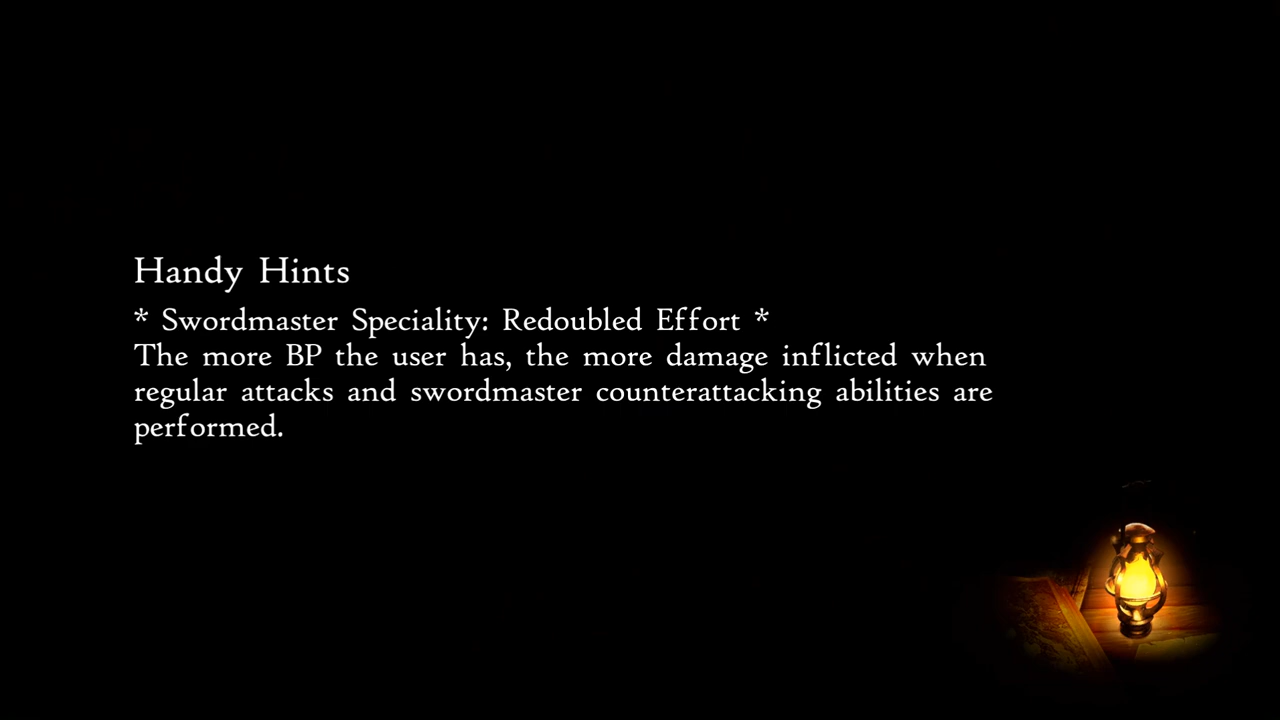 Handy Hints
* Swordmaster Speciality: Redoubled Effort *
The more BP the user has, the more damage inflicted when
regular attacks and swordmaster counterattacking abilities are
performed.